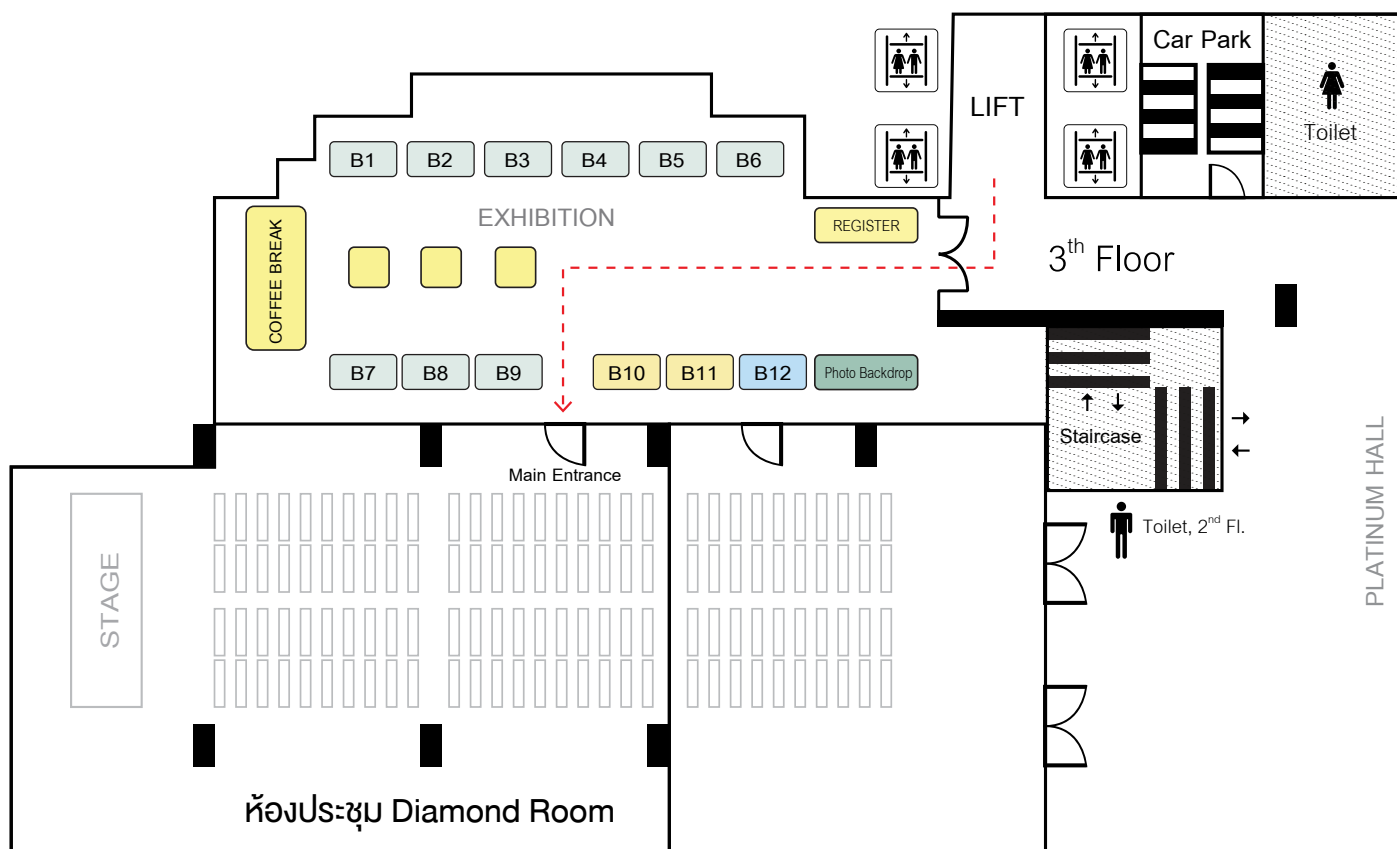 Car Park
LIFT
Toilet
B1 B2 B3 B4 B5 B6
EXHIBITION
REGISTER
COFFEE BREAK
3th Floor
B7 B8 B9 B10 B11 B12 Photo Backdrop
Staircase
Main Entrance
Toilet, 2nd Fl.
STAGE
PLATINUM HALL
ห้องประชุม Diamond Room